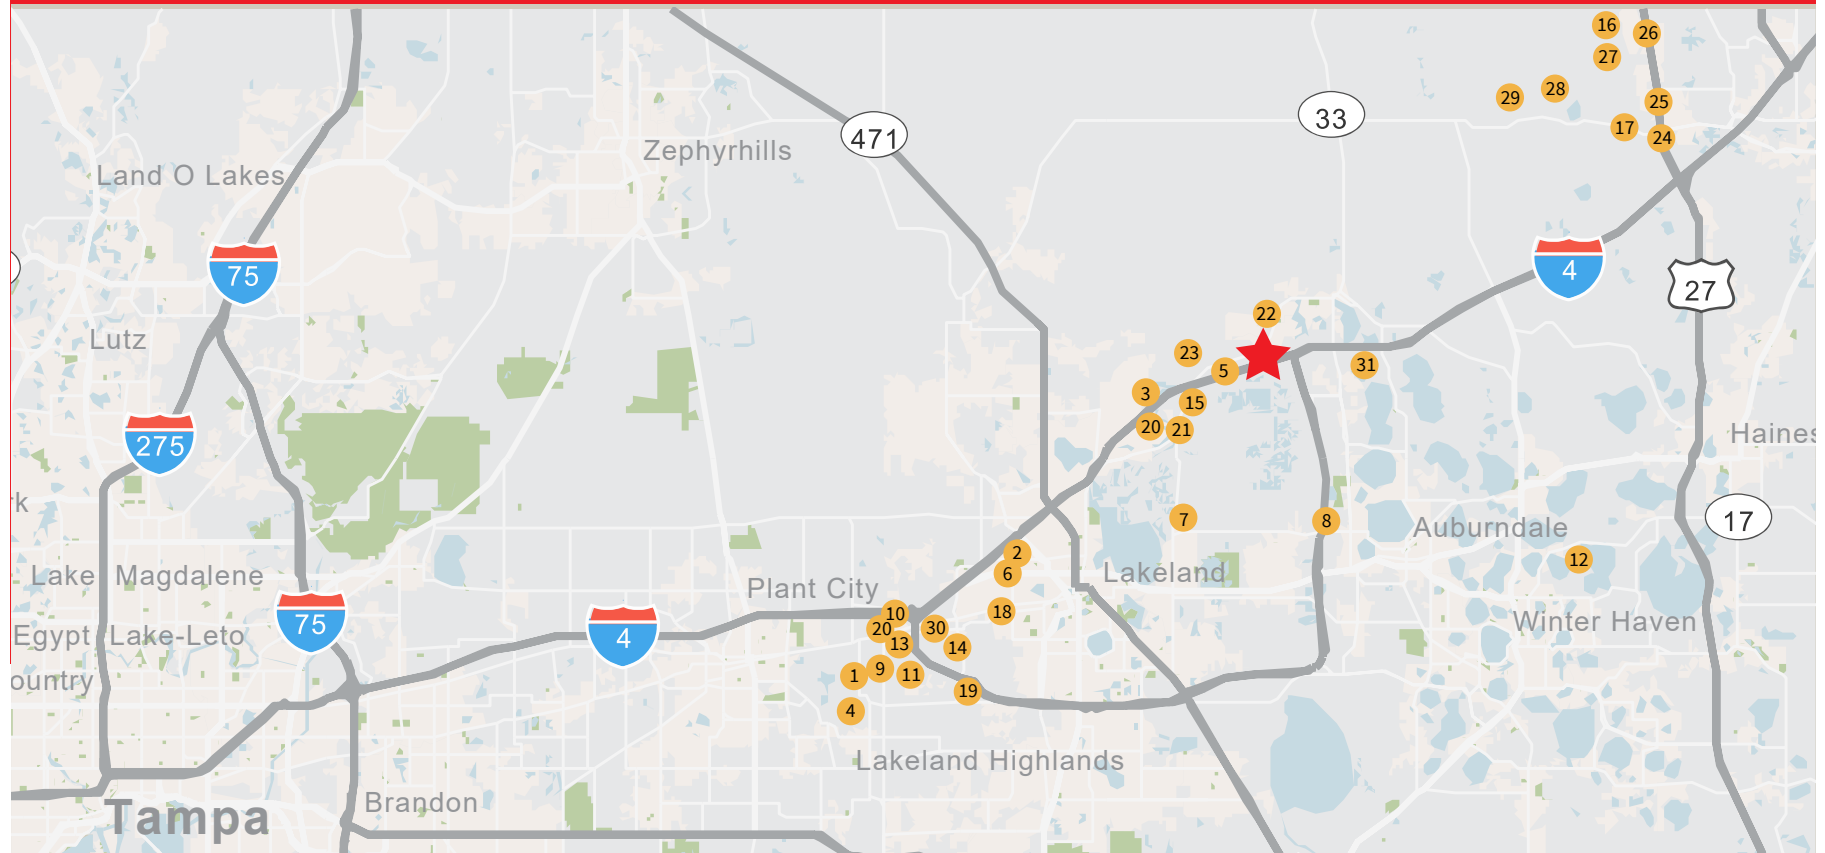 16
26
27
28
29
25
17
24
33
471
Zephyrhills
Land O Lakes
75
4
27
22
Lutz
23
5
31
3
15
20
21
275
Haines
rk
7
8
17
Auburndale
2
12
6
Lake Magdalene
Lakeland
Plant City
10
18
75
20
30
Winter Haven
Egypt Lake-Leto
4
13
14
9
1
11
ountry
19
4
Lakeland Highlands
Brandon
Tampa